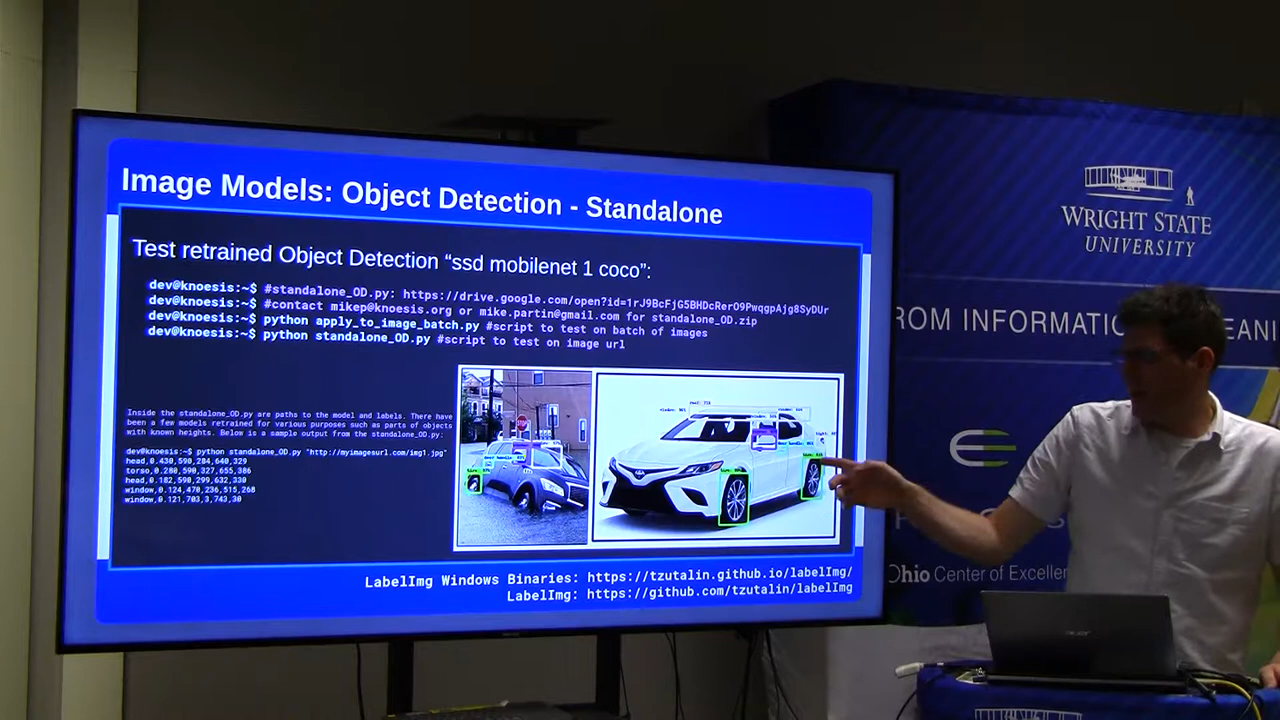 Image Models: Object Detection - Standalone
Test retrained Object Detection “ssd mobilenet 1 coco”:
dev@knoesis:~$ #standalone_OD.py: https://drive.google.com/open?id=1rJ9BcFjG5BHDcRerO9PwqgpAjg8SyDUr
dev@knoesis:~$ #contact mikep@knoesis.org or mike.partin@gmail.com for standalone_OD.zip
dev@knoesis:~$ python apply_to_image_batch.py #script to test on batch of images
dev@knoesis:~$ python standalone_OD.py #script to test on image url
Inside the standalone_OD.py are paths to the model and labels. There have
been a few models retrained for various purposes such as parts of objects
with known heights. Below is a sample output from the standalone_OD.py:
dev@knoesis:~$ python standalone_OD.py "http://myimageurl.com/img1.jpg"
head,0.430,590,284,640,329
torso,0.280,590,327,655,386
head,0.182,590,299,632,330
window,0.124,470,236,515,268
window,0.121,703,3,743,30
STOP
LabelImg Windows Binaries: https://tzutalin.github.io/labelImg/
LabelImg: https://github.com/tzutalin/labelImg
WRIGHT STATE
UNIVERSITY
ROM INFORMATIO
EANI
Ohio Center of Excellen
acer